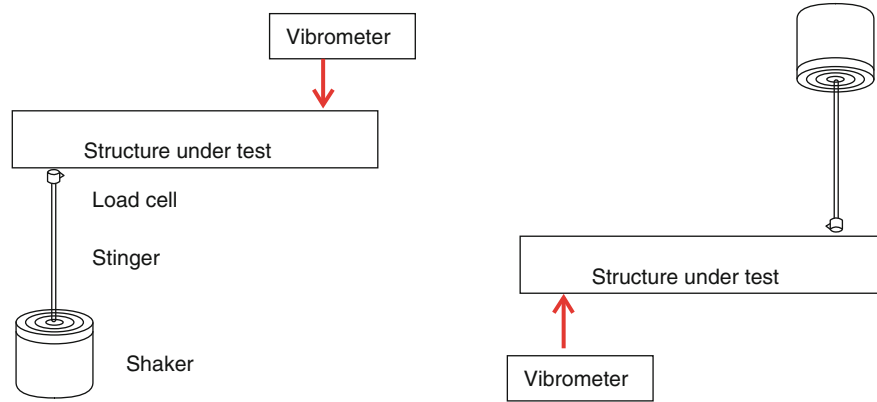 Vibrometer
Structure under test
Load cell
Stinger
Shaker
Structure under test
Vibrometer